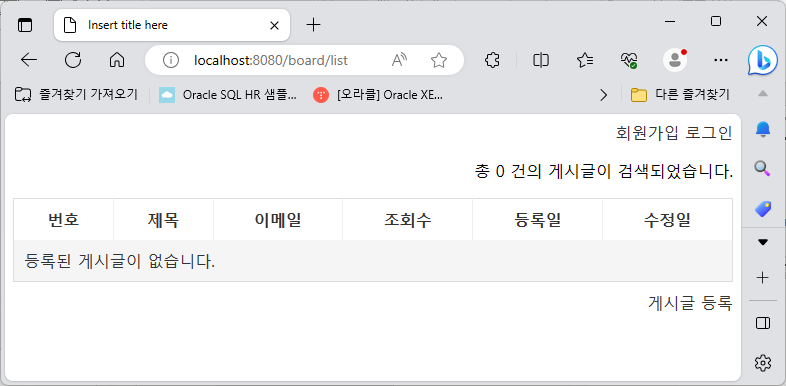 Insert title here
localhost:8080/board/list
즐겨찾기 가져오기 Oracle SQL HR 샘플... [오라클] Oracle XE... 다른 즐겨찾기
회원가입 로그인
총 0 건의 게시글이 검색되었습니다.
번호 제목 이메일 조회수 등록일 수정일
등록된 게시글이 없습니다.
게시글 등록